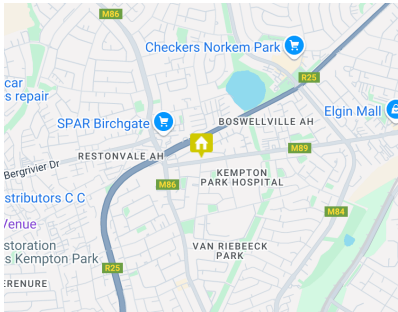 M86
Checkers Norkem Park
R25
car
s repair
Elgin Mall
SPAR Birchgate
BOSWELLVILLE AH
RESTONVALE AH
M89
Bergrivier Dr
KEMPTON
PARK HOSPITAL
M86
stributors C C
M84
Venue
storation
s Kempton Park
VAN RIEBEECK
PARK
R25
ERENURE